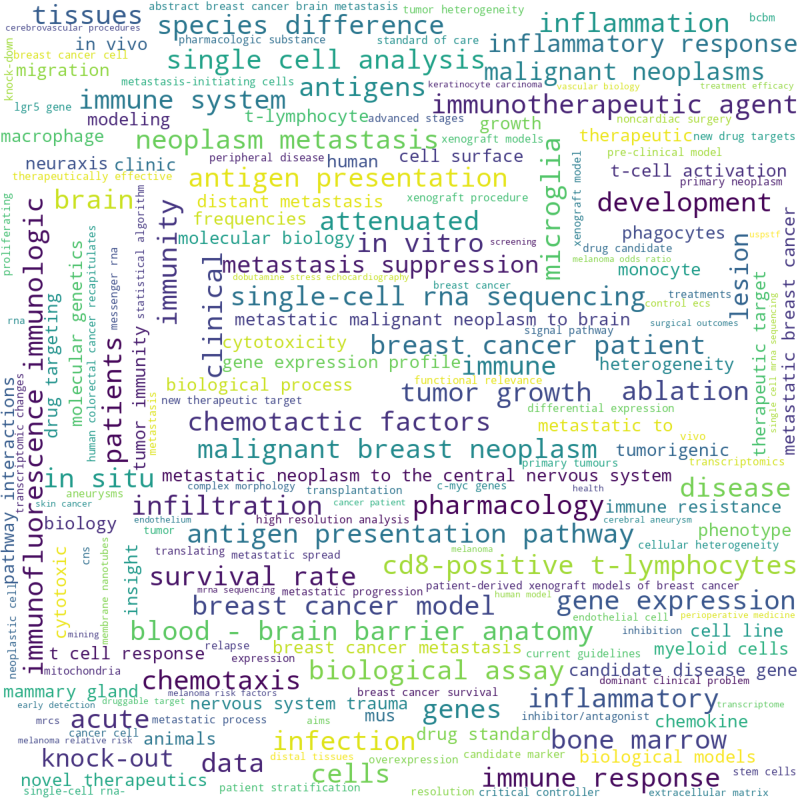 abstract breast cancer brain metastasis
tumor heterogeneity
tissues
species difference
inflammation
bcbm
cerebrovascular procedures
pharmacologic substance
standard of care
in vivo
inflammatory response
knock-down
breast cancer cell
single cell analysis
migration
malignant neoplasms
metastasis-initiating cells
antigens
keratinocyte carcinoma
vascular biology
treatment efficacy
immune system
immunotherapeutic agent
lgr5 gene
modeling
t-lymphocyte
advanced stages
growth
noncardiac surgery
macrophage
neoplasm metastasis
xenograft models
therapeutic
new drug targets
neuraxis
clinic
peripheral disease
human
cell surface
microglia
pre-clinical model
xenograft model
t-cell activation
therapeutically effective
antigen presentation
primary neoplasm
brain
distant metastasis
xenograft procedure
development
proliferating
immunofluorescence immunologic
statistical algorithm
immunity
frequencies
attenuated
phagocytes
metastatic breast cancer
molecular genetics
human colorectal cancer recapitulates
messenger rna
molecular biology
in vitro
screening
drug candidate
uspstf
clinical
metastasis suppression
melanoma odds ratio
monocyte
lesion
dobutamine stress echocardiography
breast cancer
treatments
therapeutic target
single-cell rna sequencing
control ecs
single cell mrna sequencing
rna
drug targeting
metastatic malignant neoplasm to brain
signal pathway
surgical outcomes
patients
tumor immunity
cytotoxicity
breast cancer patient
gene expression profile
immune
heterogeneity
pathway interactions
transcriptomic changes
metastasis
biological process
functional relevance
tumor growth
ablation
new therapeutic target
chemotactic factors
differential expression
metastatic to
vivo
malignant breast neoplasm
tumorigenic
primary tumours
transcriptomics
in situ
metastatic neoplasm to the central nervous system
skin cancer
aneurysms
complex morphology
transplantation
c-myc genes
health
disease
infiltration
cancer patient
pharmacology
immune resistance
biology
endothelium
high resolution analysis
cerebral aneurysm
tumor
antigen presentation pathway
phenotype
neoplastic cell
cytotoxic
cns
membrane nanotubes
insight
translating
metastatic spread
melanoma
cellular heterogeneity
cd8-positive t-lymphocytes
survival rate
patient-derived xenograft models of breast cancer
mrna sequencing
metastatic progression
human model
breast cancer model
gene expression
endothelial cell
perioperative medicine
mining
blood - brain barrier anatomy
inhibition
cell line
t cell response
relapse
breast cancer metastasis
current guidelines
myeloid cells
mitochondria
expression
biological assay
candidate disease gene
chemotaxis
dominant clinical problem
mammary gland
melanoma risk factors
breast cancer survival
inflammatory
early detection
druggable target
nervous system trauma
genes
transcriptome
mrcs
acute
metastatic process
aims
mus
inhibitor/antagonist
chemokine
cancer cell
melanoma relative risk
animals
infection
drug standard
bone marrow
knock-out
data
distal tissues
overexpression
candidate marker
biological models
novel therapeutics
cells
immune response
stem cells
single-cell rna-
patient stratification
resolution
critical controller
extracellular matrix